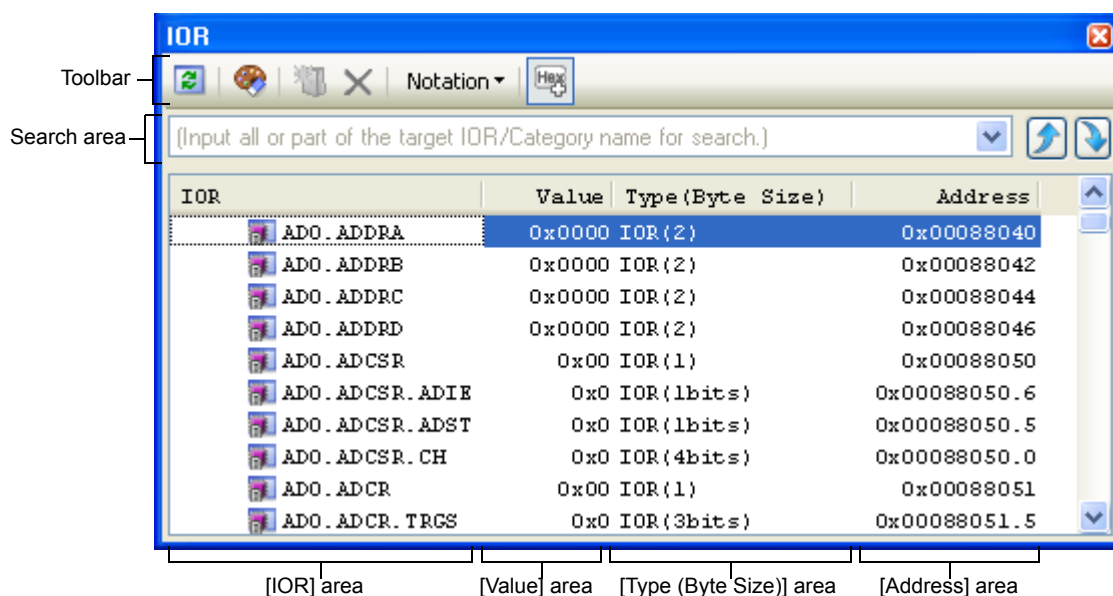 IOR
Toolbar
Notation
Hex
Search area
(Input all or part of the target IOR/Category name for search.)
IOR Value Type(Byte Size) Address
AD0.ADDRA 0x0000 IOR(2) 0x00088040
AD0.ADDRB 0x0000 IOR(2) 0x00088042
AD0.ADDRC 0x0000 IOR(2) 0x00088044
AD0.ADDRD 0x0000 IOR(2) 0x00088046
AD0.ADCSR 0x00 IOR(1) 0x00088050
AD0.ADCSR.ADIE 0x0 IOR(1bits) 0x00088050.6
AD0.ADCSR.ADST 0x0 IOR(1bits) 0x00088050.5
AD0.ADCSR.CH 0x0 IOR(4bits) 0x00088050.0
AD0.ADCR 0x00 IOR(1) 0x00088051
AD0.ADCR.TRGS 0x0 IOR(3bits) 0x00088051.5
[IOR] area [Value] area [Type (Byte Size)] area [Address] area